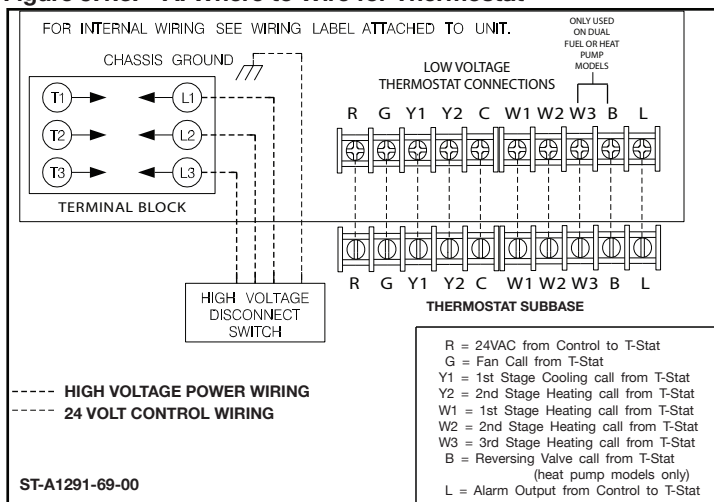 FOR INTERNAL WIRING SEE WIRING LABEL ATTACHED TO UNIT.
ONLY USED
ON DUAL
FUEL OR HEAT
PUMP
MODELS
CHASSIS GROUND
LOW VOLTAGE
THERMOSTAT CONNECTIONS
T1 L1
T2 L2
T3 L3
TERMINAL BLOCK
R G Y1 Y2 C W1 W2 W3 B L
R G Y1 Y2 C W1 W2 W3 B L
THERMOSTAT SUBBASE
HIGH VOLTAGE
DISCONNECT
SWITCH
---- HIGH VOLTAGE POWER WIRING
---- 24 VOLT CONTROL WIRING
R = 24VAC from Control to T-Stat
G = Fan Call from T-Stat
Y1 = 1st Stage Cooling call from T-Stat
Y2 = 2nd Stage Heating call from T-Stat
W1 = 1st Stage Heating call from T-Stat
W2 = 2nd Stage Heating call from T-Stat
W3 = 3rd Stage Heating call from T-Stat
B = Reversing Valve call from T-Stat
(heat pump models only)
L = Alarm Output from Control to T-Stat
ST-A1291-69-00